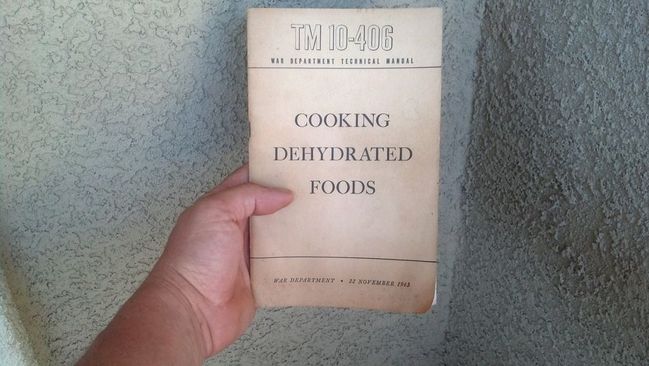 TM 10-406
WAR DEPARTMENT TECHNICAL MANUAL
COOKING
DEHYDRATED
FOODS
WAR DEPARTMENT • 22 NOVEMBER 1943